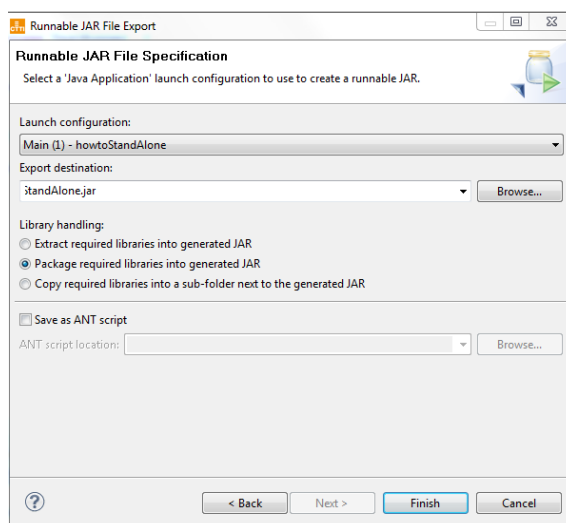 cfm Runnable JAR File Export
Runnable JAR File Specification
Select a 'Java Application' launch configuration to use to create a runnable JAR.
Launch configuration:
Main (1) - howtoStandAlone
Export destination:
StandAlone.jar
Browse...
Library handling:
Extract required libraries into generated JAR
Package required libraries into generated JAR
Copy required libraries into a sub-folder next to the generated JAR
Save as ANT script
ANT script location:
Browse...
?
< Back
Next >
Finish
Cancel